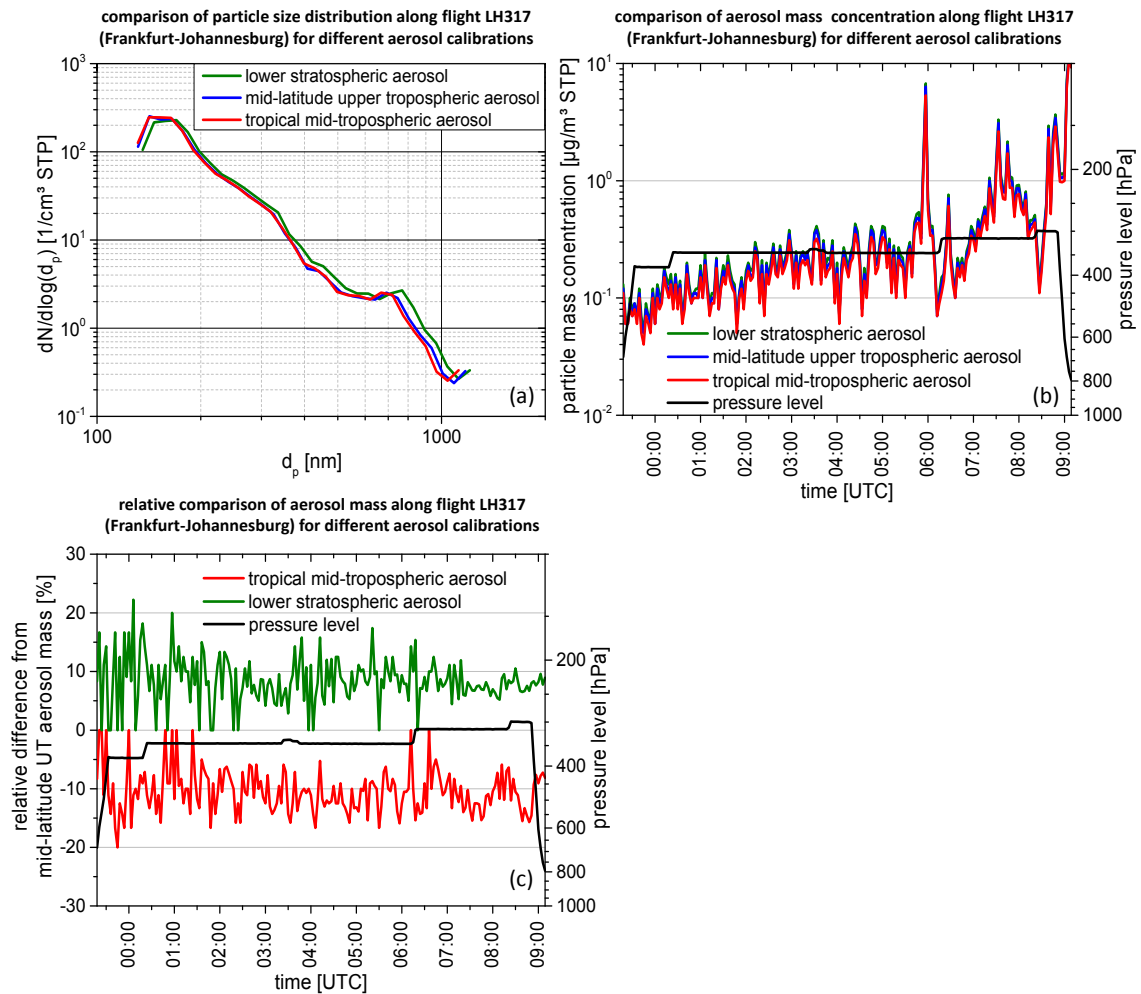 comparison of particle size distribution along flight LH317
(Frankfurt-Johannesburg) for different aerosol calibrations
10³
10²
10¹
10⁰
10⁻¹
dN/dlog(dₚ) [1/cm³ STP]
lower stratospheric aerosol
mid-latitude upper tropospheric aerosol
tropical mid-tropospheric aerosol
(a)
100 1000
dₚ [nm]
comparison of aerosol mass concentration along flight LH317
(Frankfurt-Johannesburg) for different aerosol calibrations
10¹
10⁰
10⁻¹
10⁻²
particle mass conentration [µg/m³ STP]
lower stratospheric aerosol
mid-latitude upper tropospheric aerosol
tropical mid-tropospheric aerosol
pressure level
(b)
200
400
600
800
1000
pressure level [hPa]
00:00 01:00 02:00 03:00 04:00 05:00 06:00 07:00 08:00 09:00
time [UTC]
relative comparison of aerosol mass along flight LH317
(Frankfurt-Johannesburg) for different aerosol calibrations
30
20
10
0
-10
-20
-30
relative difference from
mid-latitude UT aerosol mass [%]
tropical mid-tropospheric aerosol
lower stratospheric aerosol
pressure level
(c)
200
400
600
800
1000
pressure level [hPa]
00:00 01:00 02:00 03:00 04:00 05:00 06:00 07:00 08:00 09:00
time [UTC]